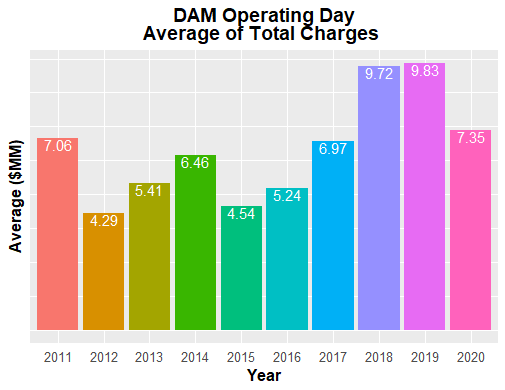 DAM Operating Day
Average of Total Charges
Average ($MM)
7.06
4.29
5.41
6.46
4.54
5.24
6.97
9.72
9.83
7.35
2011 2012 2013 2014 2015 2016 2017 2018 2019 2020
Year